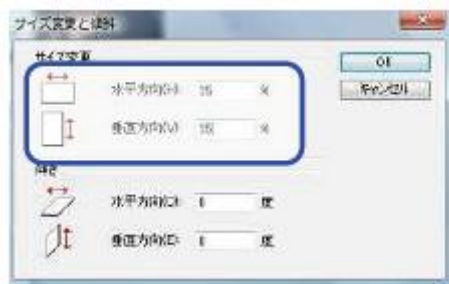 サイズ変更と傾斜
サイズ変更
水平方向(H): %
垂直方向(V): %
傾き
水平方向(O): 度
垂直方向(E): 度
OK
キャンセル